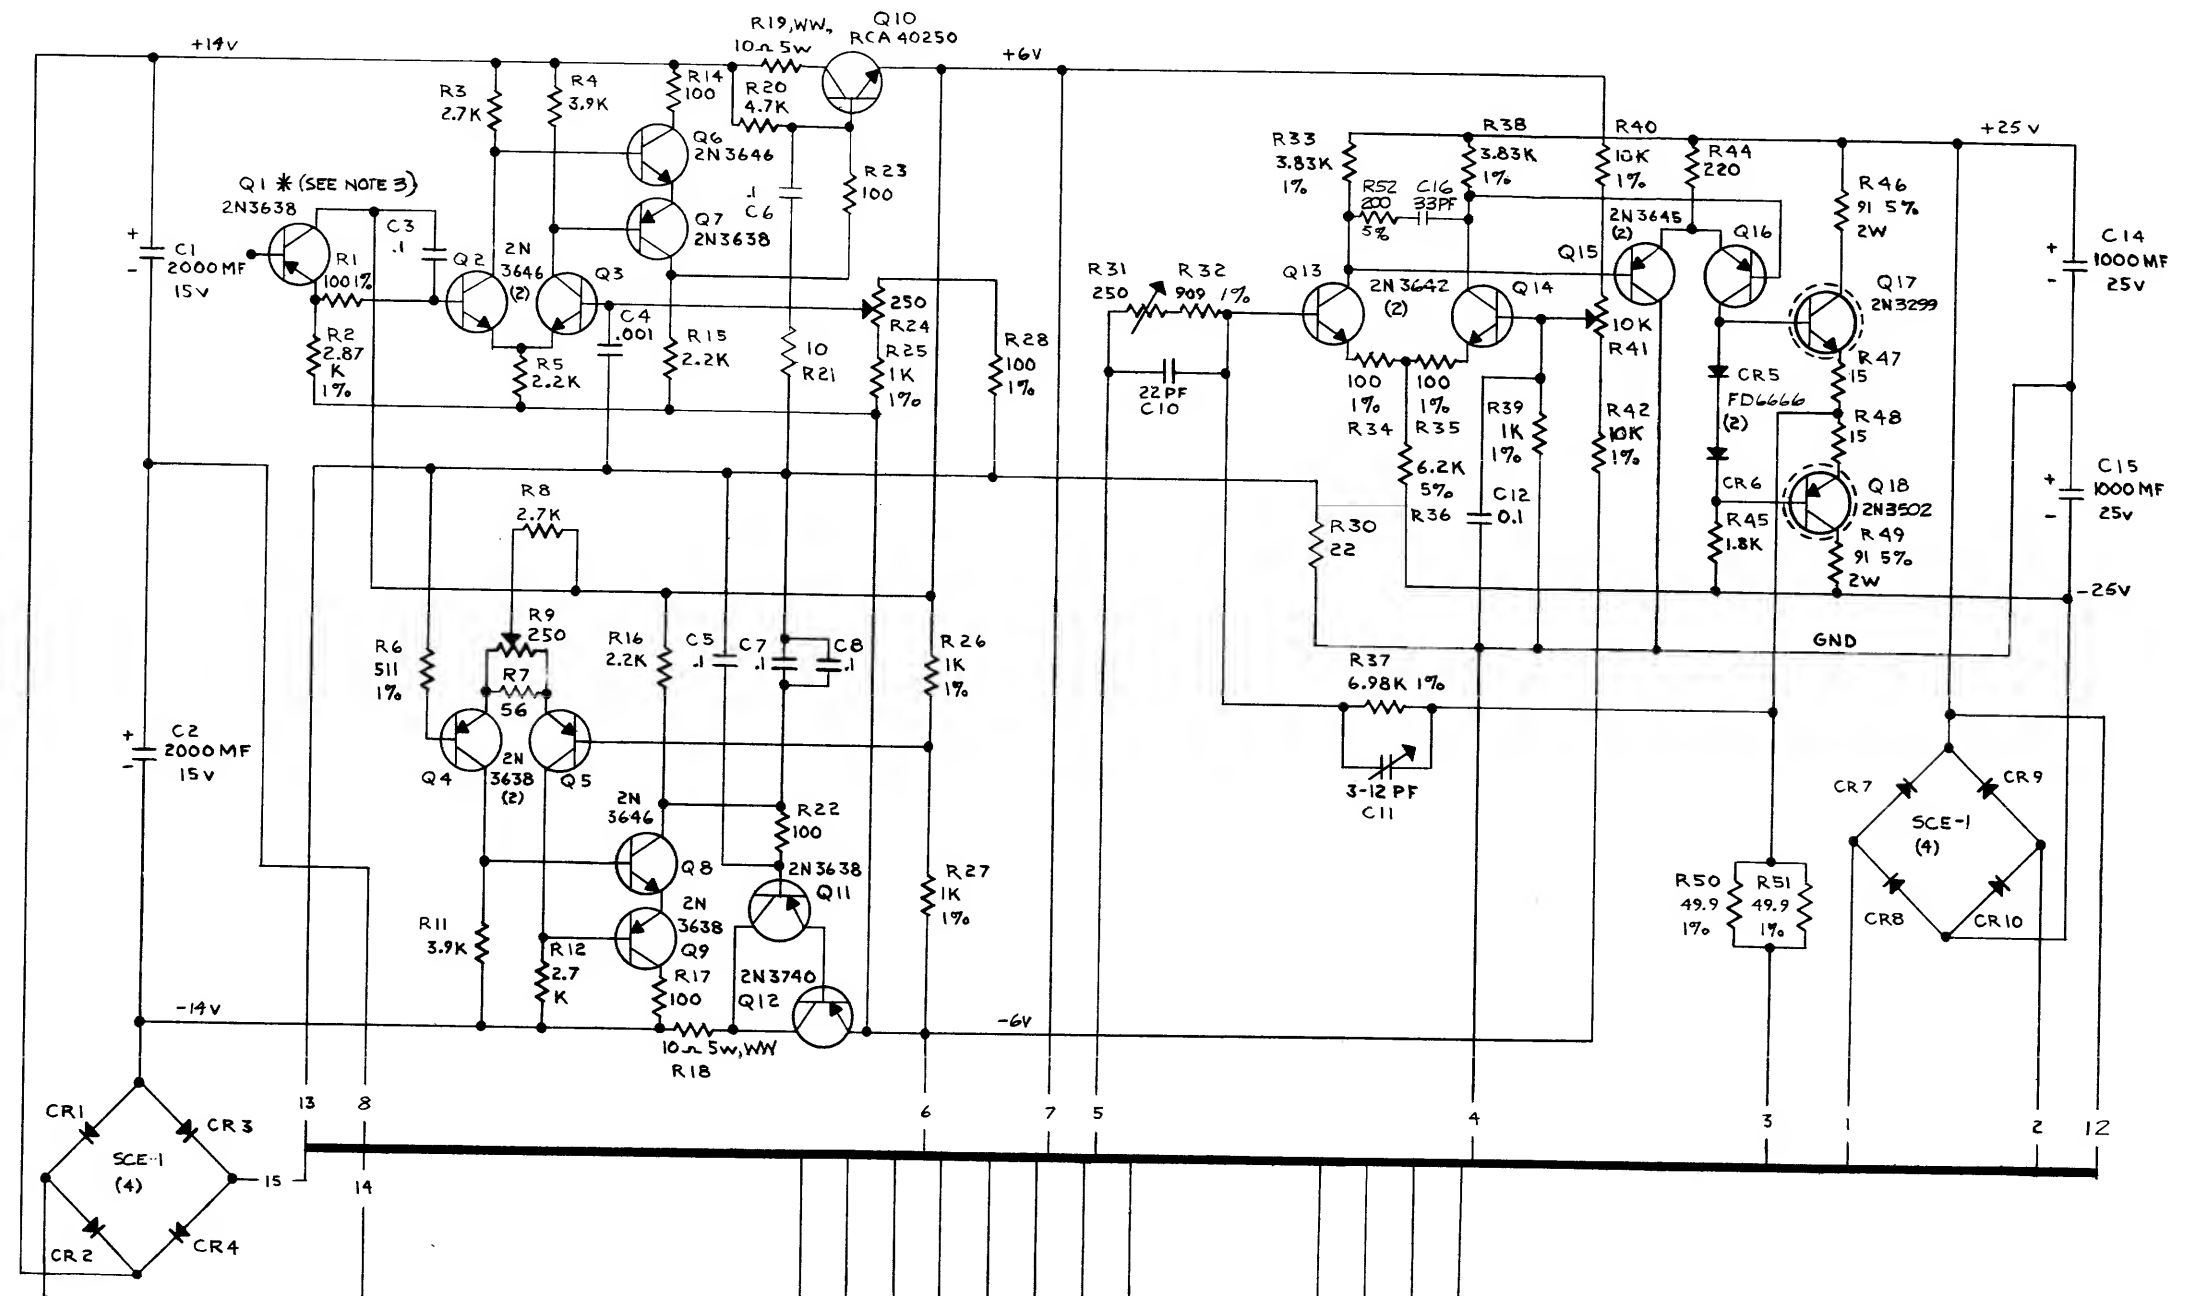 R19, WW,
10Ω 5W
Q10
RCA 40250
+14V
+6V
R3
2.7K
R4
3.9K
R14
100
R20
4.7K
Q6
2N3646
R23
100
.1
C6
Q1 * (SEE NOTE 3)
2N3638
C3
.1
Q7
2N3638
+
-
C1
2000MF
15V
R1
100 1%
Q2
2N
3646
(2)
Q3
C4
.001
250
R24
R2
2.87
K
1%
R5
2.2K
R15
2.2K
10
R21
R25
1K
1%
R28
100
1%
R33
3.83K
1%
R38
3.83K
1%
R40
10K
1%
R44
220
+25V
R52
200
5%
C16
33PF
2N3645
(2)
Q16
R46
91 5%
2W
+
-
C14
1000MF
25V
R31
250
R32
909 1%
Q13
2N3642
(2)
Q14
Q15
Q17
2N3299
10K
R41
22PF
C10
100
1%
R34
100
1%
R35
R39
1K
1%
R42
10K
1%
CR5
FD6666
(2)
R47
15
R48
15
6.2K
5%
R36
C12
0.1
CR6
Q18
2N3502
+
-
C15
1000MF
25V
R45
1.8K
R49
91 5%
2W
R30
22
-25V
GND
R8
2.7K
R9
250
R6
511
1%
R7
56
R16
2.2K
C5
.1
C7
.1
C8
.1
R26
1K
1%
R37
6.98K 1%
3-12 PF
C11
+
-
C2
2000MF
15V
Q4
2N
3638
(2)
Q5
2N
3646
R22
100
Q8
2N3638
Q11
R27
1K
1%
R11
3.9K
R12
2.7
K
2N
3638
Q9
R17
100
2N3740
Q12
CR7
CR9
SCE-1
(4)
CR8
CR10
R50
49.9
1%
R51
49.9
1%
-14V
-6V
10Ω 5W, WW
R18
CR1
CR3
SCE-1
(4)
CR2
CR4
15
13
8
6
7
5
4
3
1
2
12
14